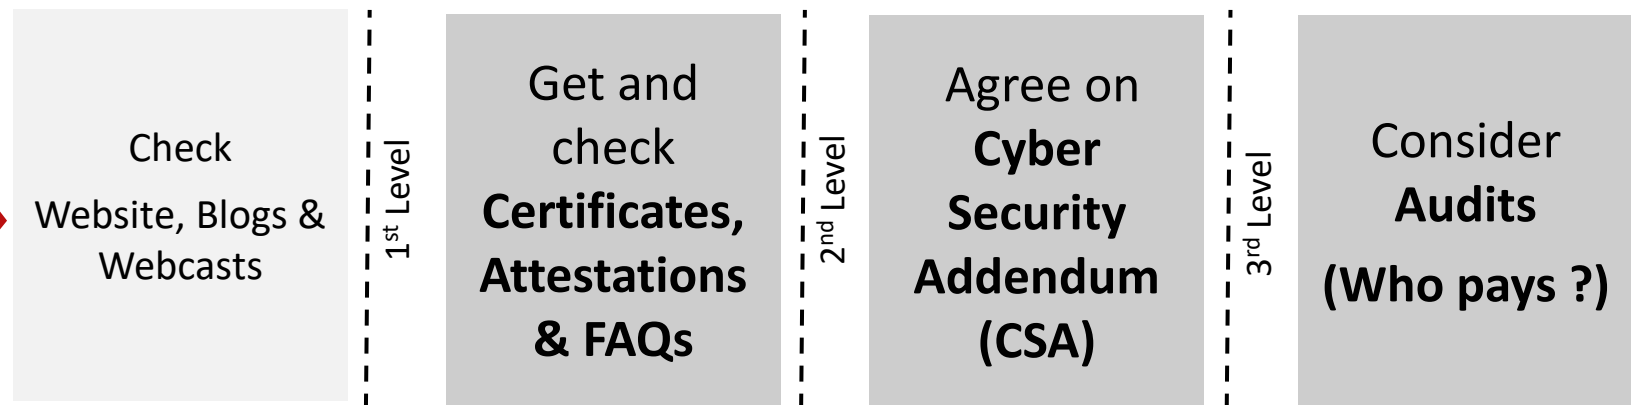 Check
Website, Blogs &
Webcasts
1st Level
Get and
check
Certificates,
Attestations
& FAQs
2nd Level
Agree on
Cyber
Security
Addendum
(CSA)
3rd Level
Consider
Audits
(Who pays ?)